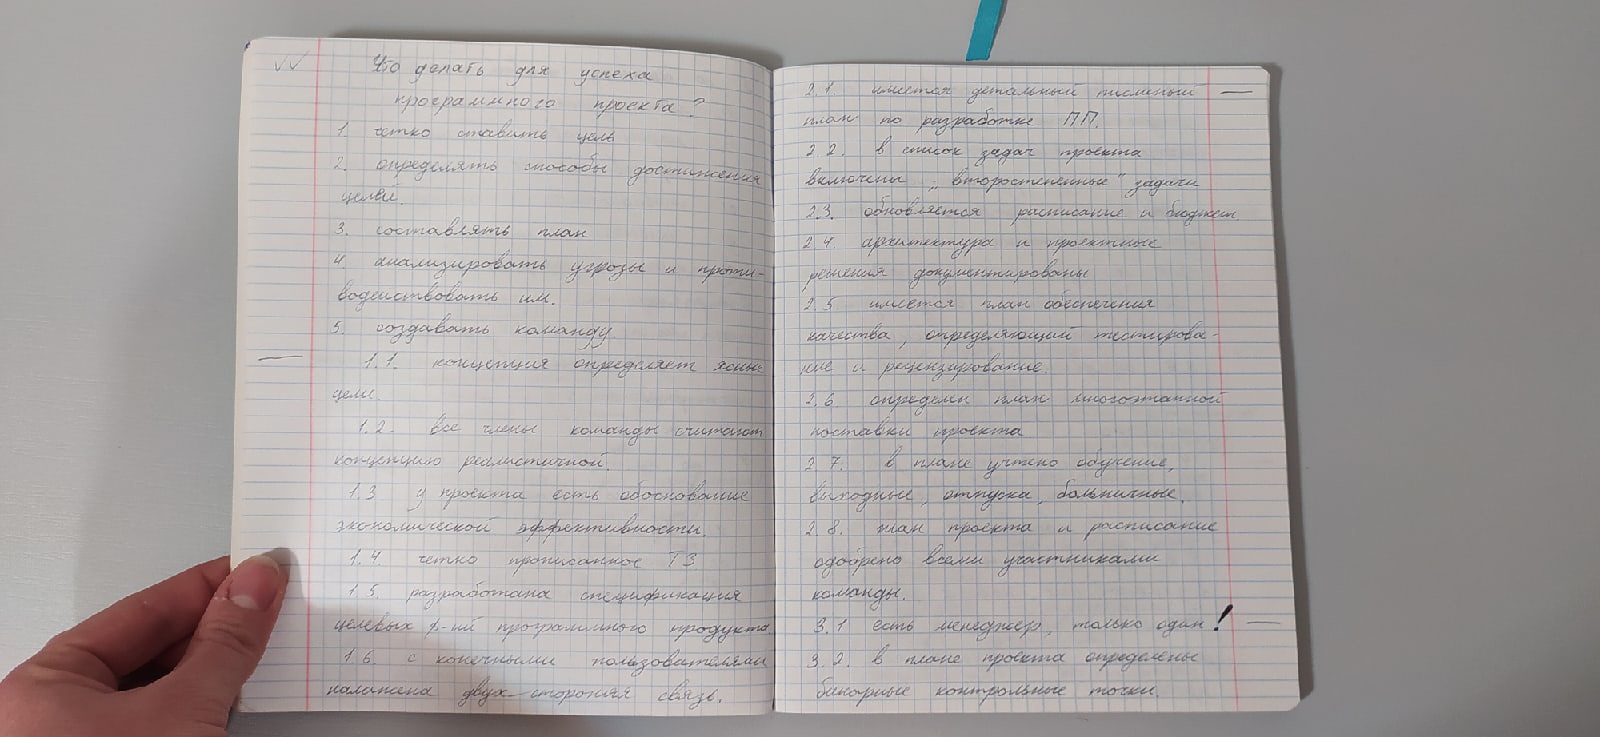 Что делать для успеха
программного проекта?
1. четко ставить цель
2. определять способы достижения
целей.
3. составлять план
4. анализировать угрозы и проти-
водействовать им.
5. создавать команду.
1.1. концепция определяет
цели.
1.2. все члены команды считают
концепцию реалистичной.
1.3 у проекта есть обоснование
экономической эффективности.
1.4. четко прописанное ТЗ
1.5. разработана спецификация
целевых ф-ий программного продукта.
1.6. с конечными пользователями
налажена двух-сторонняя связь.
2.1. имеется детальный письменный
план по разработке ПП.
2.2. в список задач проекта
включены „второстепенные" задачи
2.3. обновляется расписание и бюджет
2.4. архитектура и проектные
решения документированы
2.5 имеется план обеспечения
качества, определяющий тестирова-
ние и рецензирование.
2.6 определен план многоэтапной
поставки проекта
2.7. в плане учтено обучение,
выходные, отпуска, больничные.
2.8. план проекта и расписание
одобрено всеми участниками
команды.
3.1 есть менеджер, только один!
3.2. в плане проекта определены
бинарные контрольные точки.